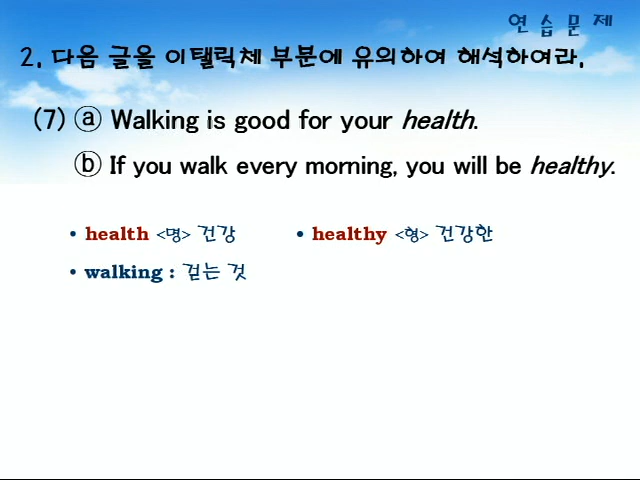 연 습 문 제
2. 다음 글을 이탤릭체 부분에 유의하여 해석하여라.
(7) ⓐ Walking is good for your health.
ⓑ If you walk every morning, you will be healthy.
• health <명> 건강 • healthy <형> 건강한
• walking : 걷는 것